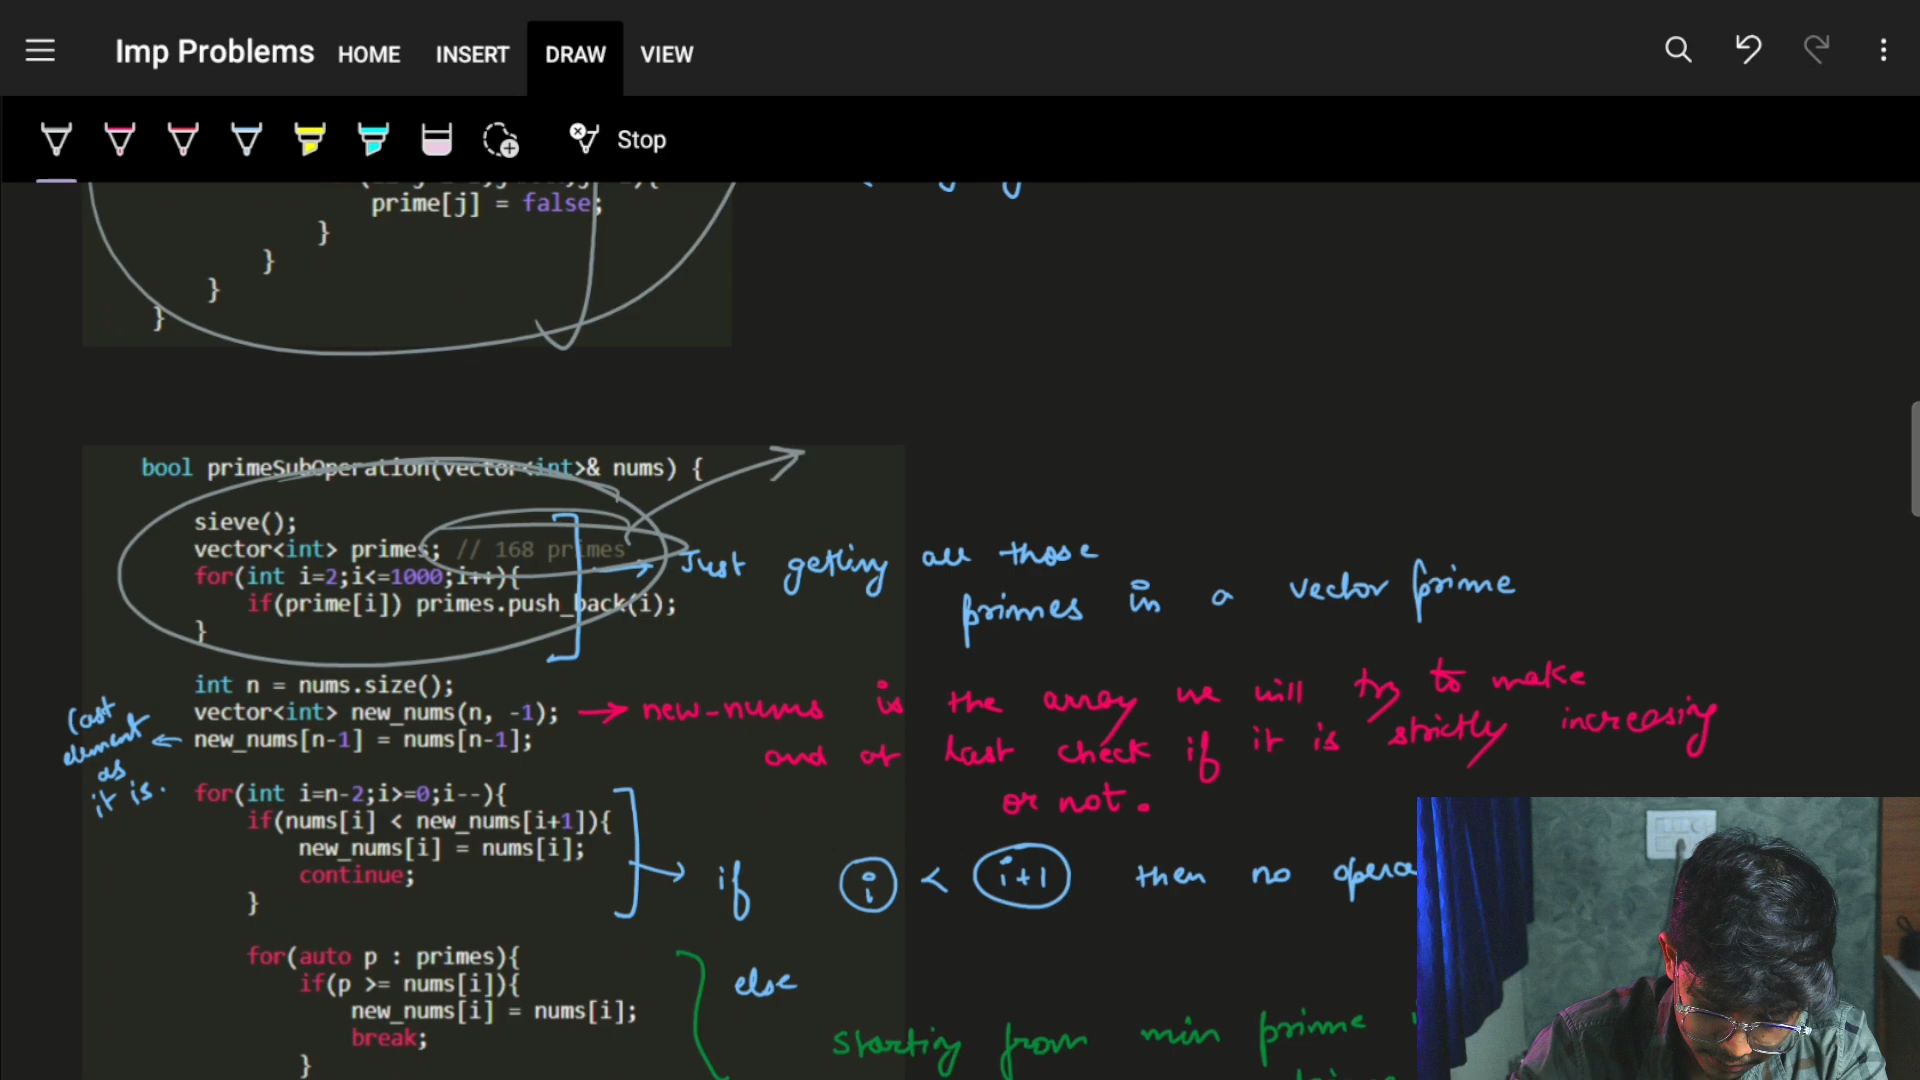 Imp Problems HOME INSERT DRAW VIEW
Stop
prime[j] = false;
}
}
}
}
bool primeSubOperation(vector<int>& nums) {
sieve();
vector<int> primes; // 168 primes
for(int i=2;i<=1000;i++){
if(prime[i]) primes.push_back(i);
}
Just getting all those
primes in a vector prime
int n = nums.size();
vector<int> new_nums(n, -1);
new_nums[n-1] = nums[n-1];
new-nums is the array we will try to make
and at last check if it is strictly increasing
or not.
last
element
as
it is.
for(int i=n-2;i>=0;i--){
if(nums[i] < new_nums[i+1]){
new_nums[i] = nums[i];
continue;
}
if i < i+1 then no opera
for(auto p : primes){
if(p >= nums[i]){
new_nums[i] = nums[i];
break;
}
else
starting from min prime